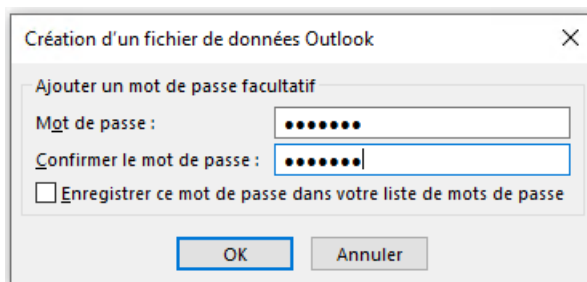 Création d'un fichier de données Outlook
Ajouter un mot de passe facultatif
Mot de passe : ●●●●●●●
Confirmer le mot de passe : ●●●●●●●
Enregistrer ce mot de passe dans votre liste de mots de passe
OK Annuler